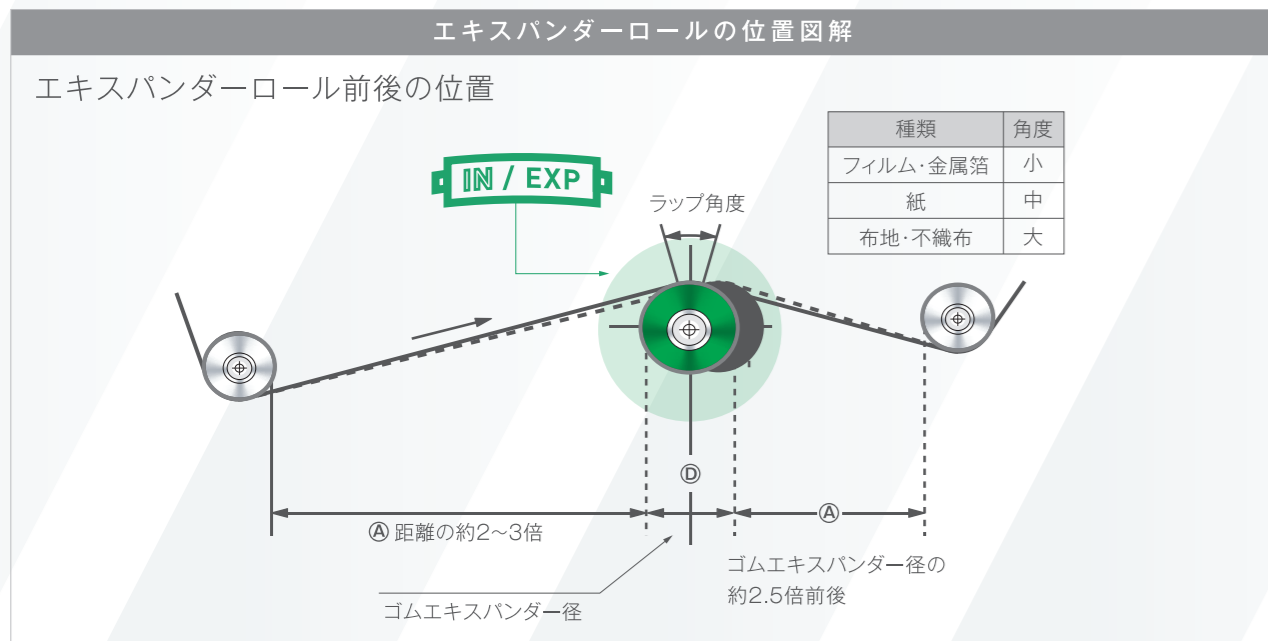 エキスパンダーロールの位置図解
エキスパンダーロール前後の位置
種類 角度
フィルム・金属箔 小
紙 中
布地・不織布 大
IN / EXP
ラップ角度
Ⓓ
Ⓐ 距離の約2～3倍
Ⓐ
ゴムエキスパンダー径の
約2.5倍前後
ゴムエキスパンダー径